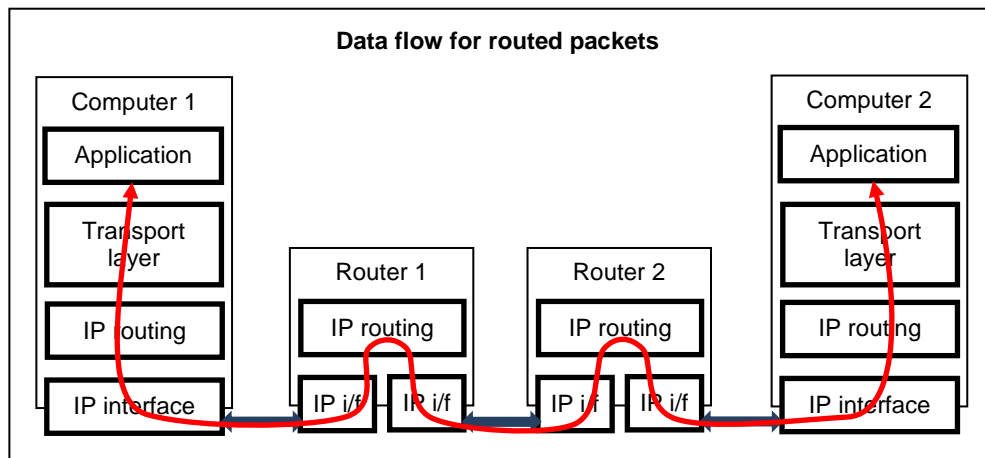 Data flow for routed packets
Computer 1
Application
Transport
layer
IP routing
IP interface
Router 1
IP routing
IP i/f
IP i/f
Router 2
IP routing
IP i/f
IP i/f
Computer 2
Application
Transport
layer
IP routing
IP interface